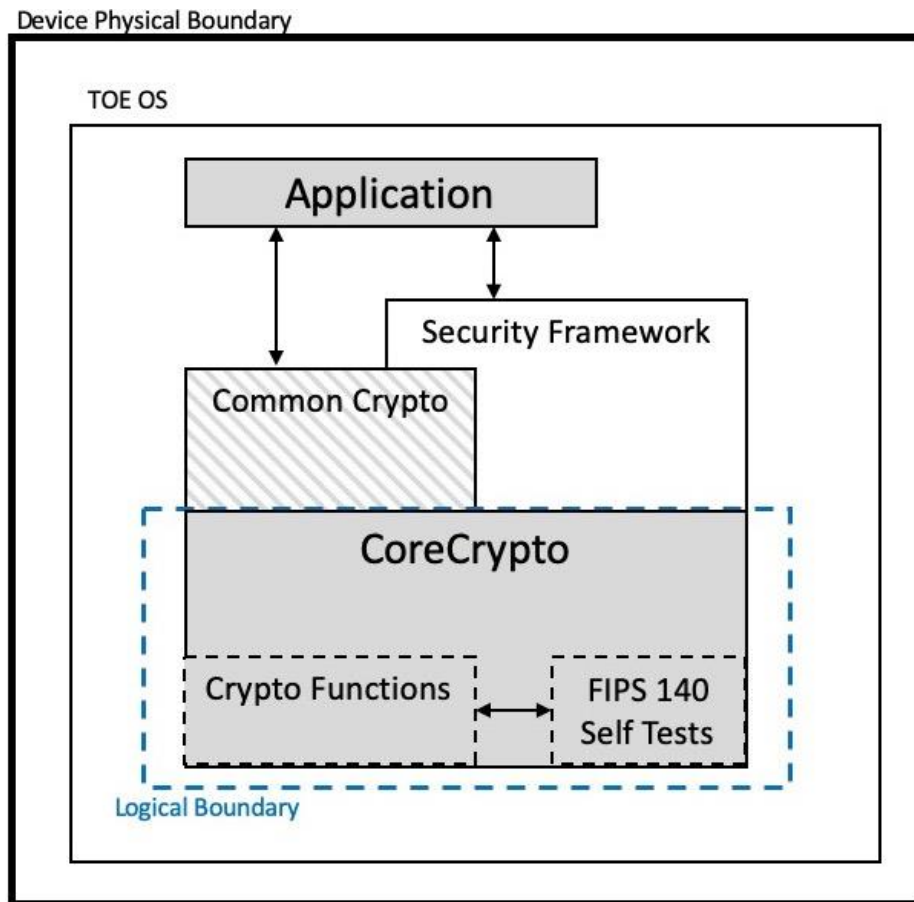 Device Physical Boundary
TOE OS
Application
Security Framework
Common Crypto
CoreCrypto
Crypto Functions
FIPS 140
Self Tests
Logical Boundary